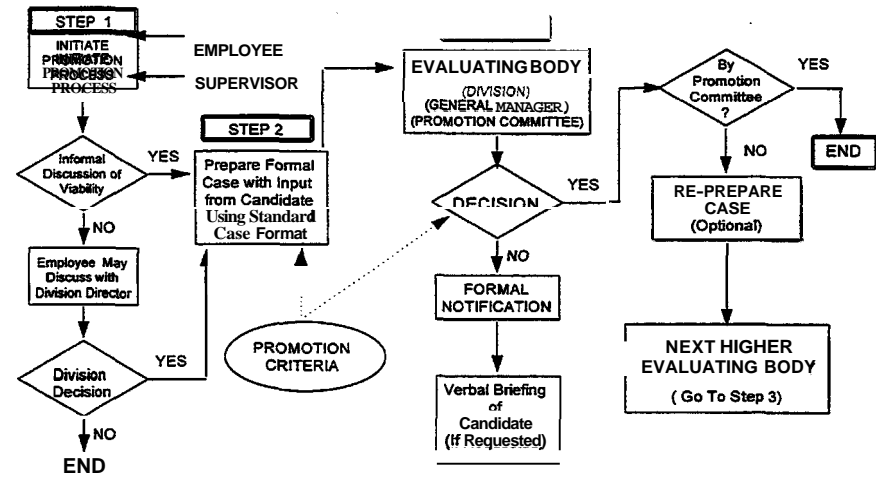 STEP 1
INITIATE
PROMOTION
PROCESS
EMPLOYEE
SUPERVISOR
Informal
Discussion of
Viability
YES
NO
Employee May
Discuss with
Division Director
Division
Decision
YES
NO
END
STEP 2
Prepare Formal
Case with Input
from Candidate
Using Standard
Case Format
PROMOTION
CRITERIA
EVALUATING BODY
(DIVISION)
(GENERAL MANAGER)
(PROMOTION COMMITTEE)
DECISION
YES
NO
FORMAL
NOTIFICATION
Verbal Briefing
of
Candidate
(If Requested)
By
Promotion
Committee
?
YES
END
NO
RE-PREPARE
CASE
(Optional)
NEXT HIGHER
EVALUATING BODY
( Go To Step 3)